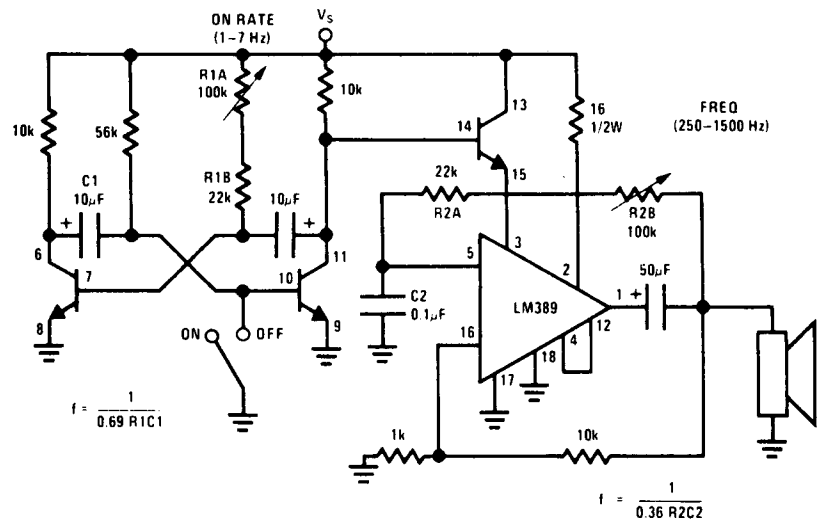 ON RATE
(1–7 Hz)
VS
R1A
100k
10k
56k
10k
13
14
15
16
1/2W
FREQ
(250–1500 Hz)
C1
10μF
+
R1B
22k
10μF
+
22k
R2A
R2B
100k
6
7
8
11
10
9
3
5
2
50μF
+
1
C2
0.1μF
LM389
12
4
16
18
17
ON
OFF
1k
10k
f = 1 / 0.69 R1C1
f = 1 / 0.36 R2C2